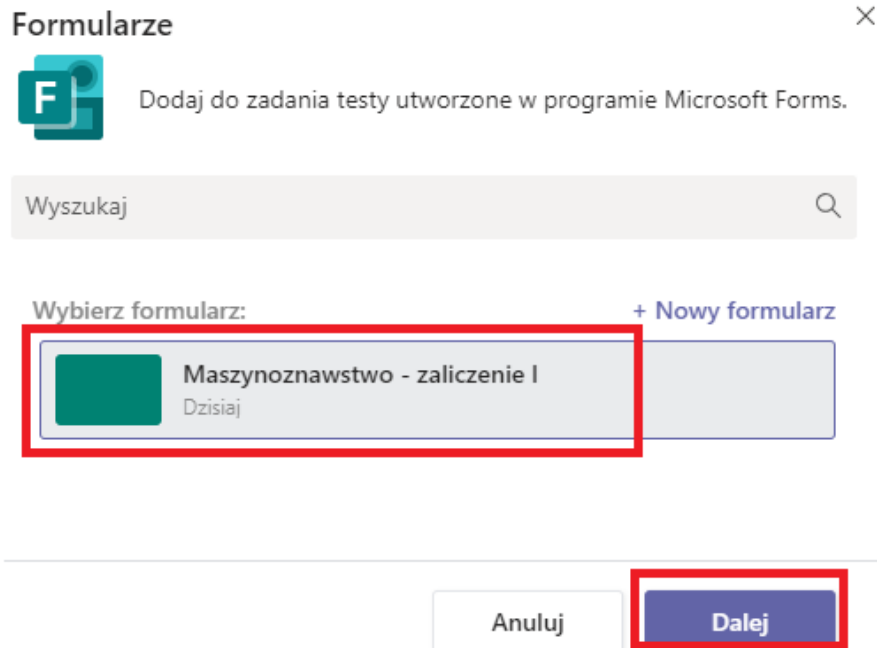 Formularze
F
Dodaj do zadania testy utworzone w programie Microsoft Forms.
Wyszukaj
Wybierz formularz: + Nowy formularz
Maszynoznawstwo - zaliczenie I
Dzisiaj
Anuluj Dalej